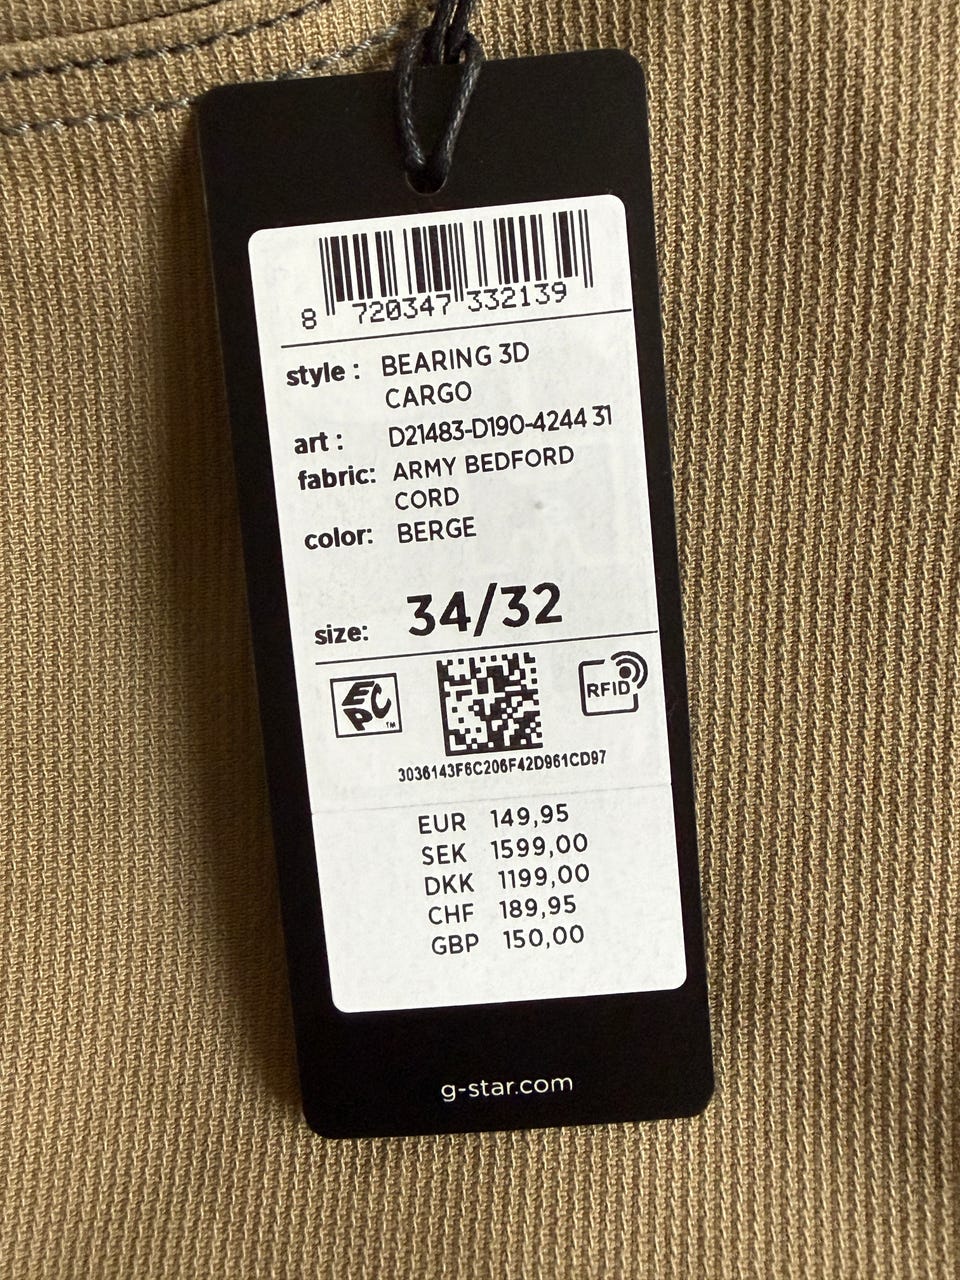 8 720347 332139
style : BEARING 3D
CARGO
art : D21483-D190-4244 31
fabric: ARMY BEDFORD
CORD
color: BERGE
size: 34/32
EPC TM
RFID
3036143F6C206F42D961CD97
EUR 149,95
SEK 1599,00
DKK 1199,00
CHF 189,95
GBP 150,00
g-star.com